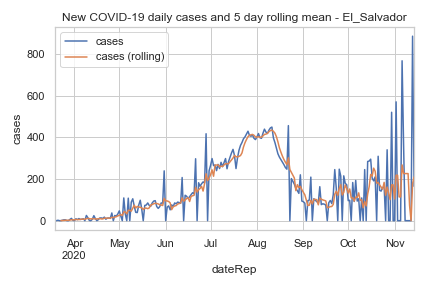 New COVID-19 daily cases and 5 day rolling mean - El_Salvador
cases
cases (rolling)
800
600
400
200
0
cases
Apr
2020
May
Jun
Jul
Aug
Sep
Oct
Nov
dateRep